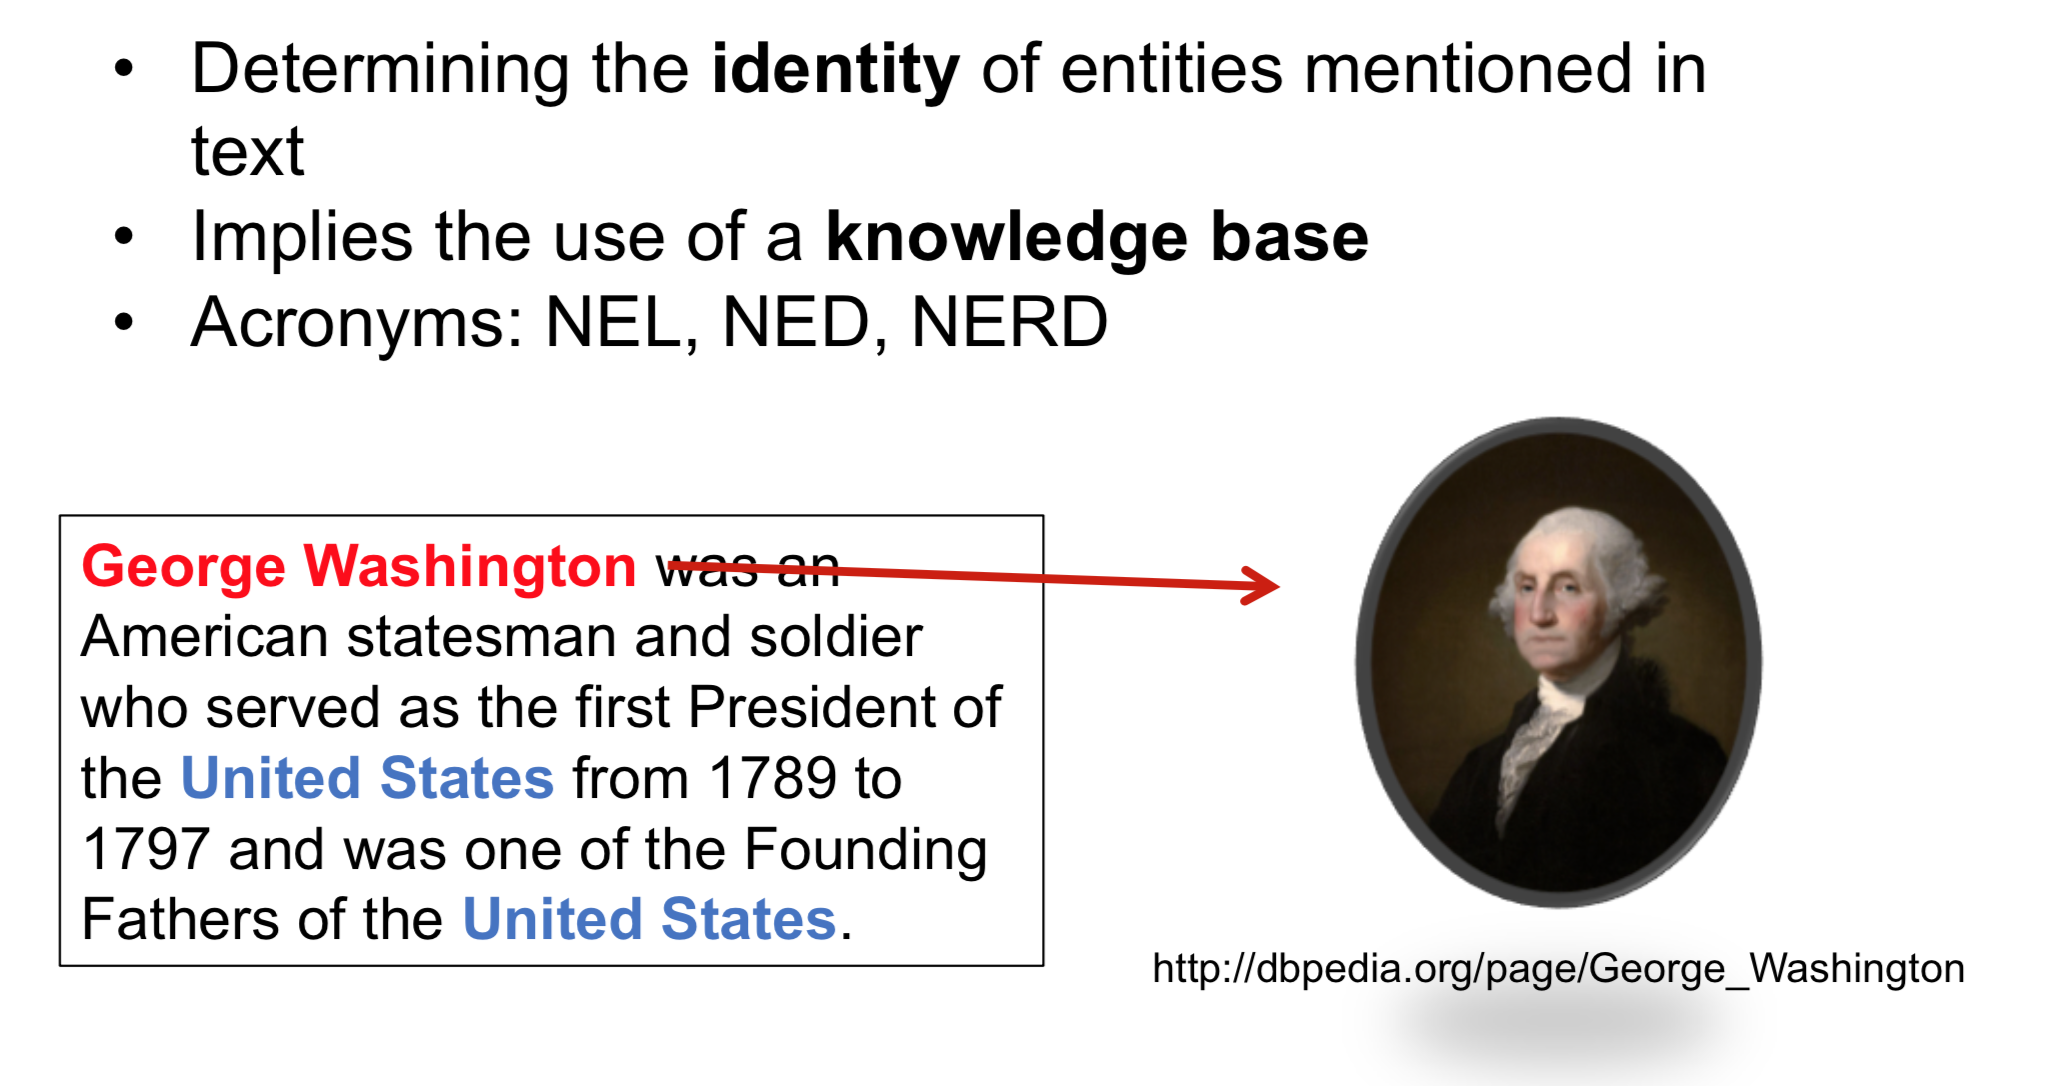 • Determining the identity of entities mentioned in
text
• Implies the use of a knowledge base
• Acronyms: NEL, NED, NERD
George Washington was an
American statesman and soldier
who served as the first President of
the United States from 1789 to
1797 and was one of the Founding
Fathers of the United States.
http://dbpedia.org/page/George_Washington